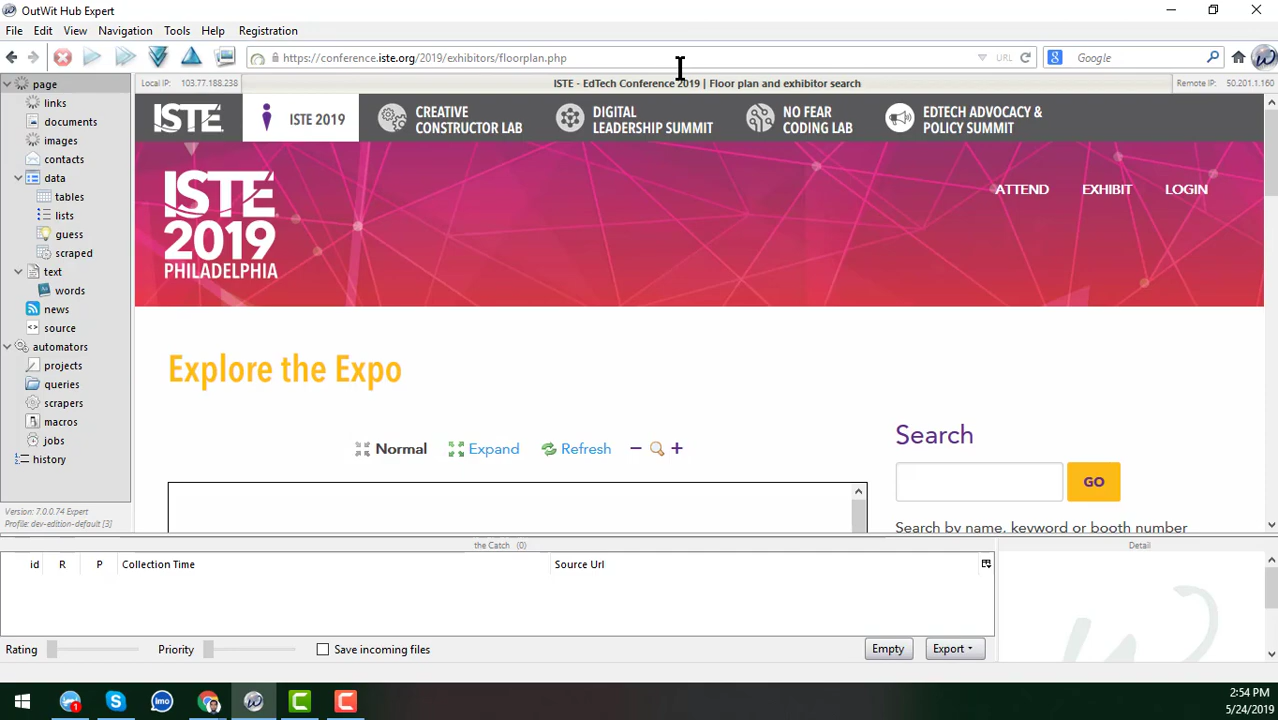 OutWit Hub Expert
File Edit View Navigation Tools Help Registration
https://conference.iste.org/2019/exhibitors/floorplan.php URL Google
Local IP: 103.77.188.238 ISTE - EdTech Conference 2019 | Floor plan and exhibitor search Remote IP: 50.201.1.160
page
links
documents
images
contacts
data
tables
lists
guess
scraped
text
words
news
source
automators
projects
queries
scrapers
macros
jobs
history
Version: 7.0.0.74 Expert
Profile: dev-edition-default [3]
ISTE
ISTE 2019
CREATIVE
CONSTRUCTOR LAB
DIGITAL
LEADERSHIP SUMMIT
NO FEAR
CODING LAB
EDTECH ADVOCACY &
POLICY SUMMIT
ISTE
2019
PHILADELPHIA
ATTEND EXHIBIT LOGIN
Explore the Expo
Normal Expand Refresh − +
Search
GO
Search by name, keyword or booth number
the Catch (0) Detail
id R P Collection Time Source Url
Rating Priority Save incoming files Empty Export
2:54 PM
5/24/2019